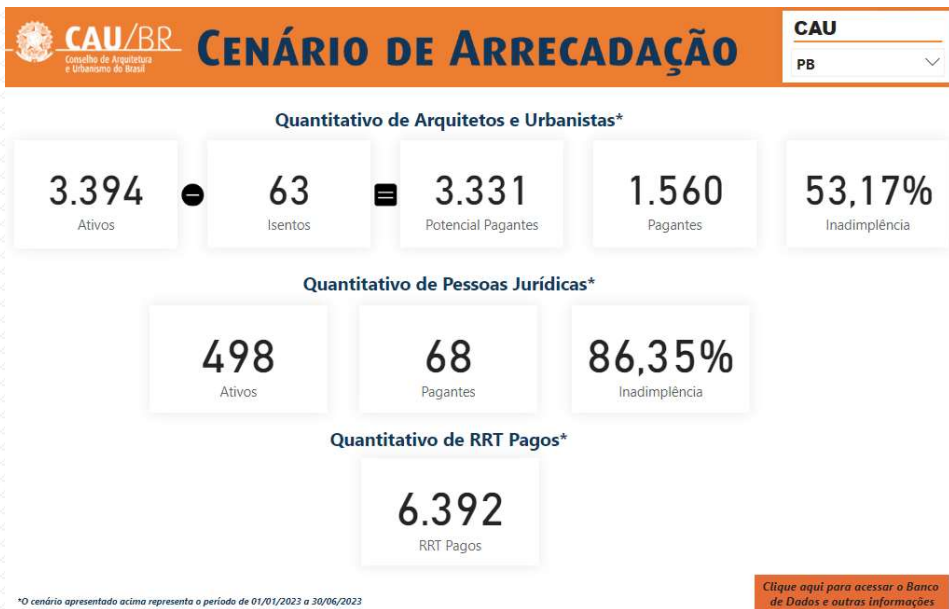 CAU/BR
Conselho de Arquitetura
e Urbanismo do Brasil
CENÁRIO DE ARRECADAÇÃO
CAU
PB
Quantitativo de Arquitetos e Urbanistas*
3.394
Ativos
63
Isentos
3.331
Potencial Pagantes
1.560
Pagantes
53,17%
Inadimplência
Quantitativo de Pessoas Jurídicas*
498
Ativos
68
Pagantes
86,35%
Inadimplência
Quantitativo de RRT Pagos*
6.392
RRT Pagos
*O cenário apresentado acima representa o período de 01/01/2023 a 30/06/2023
Clique aqui para acessar o Banco
de Dados e outras informações